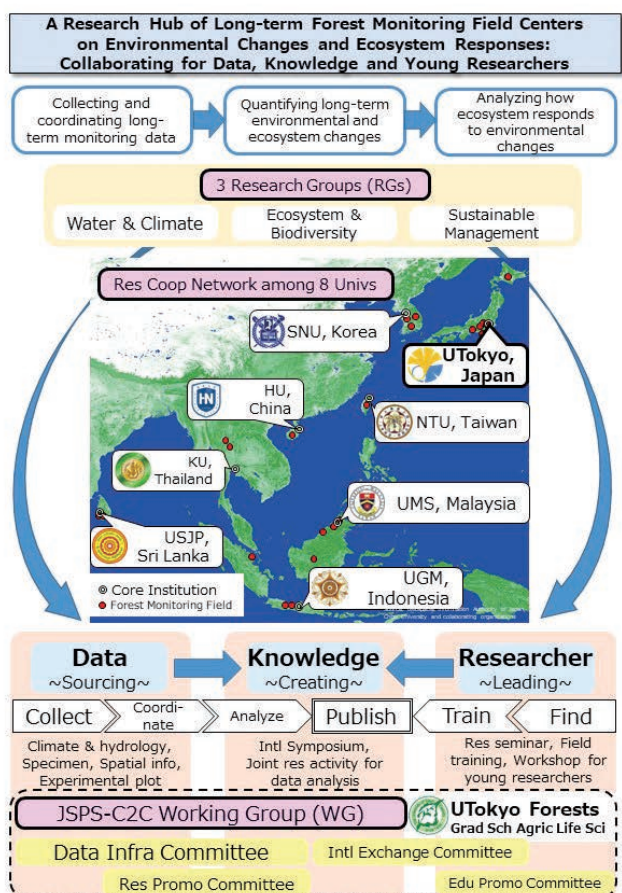 A Research Hub of Long-term Forest Monitoring Field Centers
on Environmental Changes and Ecosystem Responses:
Collaborating for Data, Knowledge and Young Researchers
Collecting and
coordinating long-
term monitoring data
Quantifying long-term
environmental and
ecosystem changes
Analyzing how
ecosystem responds
to environmental
changes
3 Research Groups (RGs)
Water & Climate
Ecosystem &
Biodiversity
Sustainable
Management
Res Coop Network among 8 Univs
SNU, Korea
UTokyo,
Japan
HU,
China
NTU, Taiwan
KU,
Thailand
UMS, Malaysia
USJP,
Sri Lanka
UGM,
Indonesia
Core Institution
Forest Monitoring Field
Data
~Sourcing~
Knowledge
~Creating~
Researcher
~Leading~
Collect
Coordi-
nate
Analyze
Publish
Train
Find
Climate & hydrology,
Specimen, Spatial info,
Experimental plot
Intl Symposium,
Joint res activity for
data analysis
Res seminar, Field
training, Workshop for
young researchers
JSPS-C2C Working Group (WG)
UTokyo Forests
Grad Sch Agric Life Sci
Data Infra Committee
Intl Exchange Committee
Res Promo Committee
Edu Promo Committee